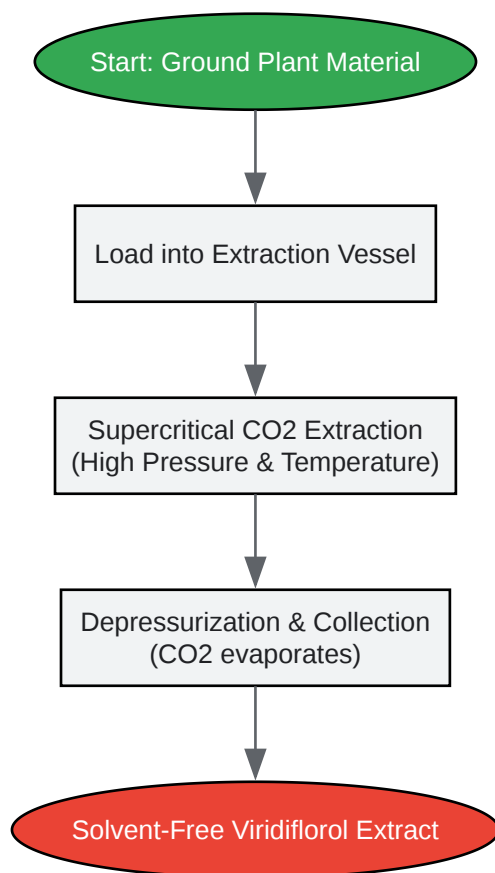 Start: Ground Plant Material
Load into Extraction Vessel
Supercritical CO2 Extraction
(High Pressure & Temperature)
Depressurization & Collection
(CO2 evaporates)
Solvent-Free Viridiflorol Extract